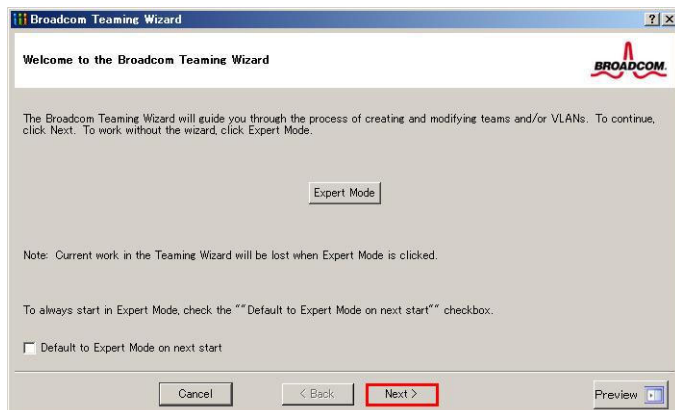 Broadcom Teaming Wizard
Welcome to the Broadcom Teaming Wizard
BROADCOM.
The Broadcom Teaming Wizard will guide you through the process of creating and modifying teams and/or VLANs. To continue,
click Next. To work without the wizard, click Expert Mode.
Expert Mode
Note: Current work in the Teaming Wizard will be lost when Expert Mode is clicked.
To always start in Expert Mode, check the ""Default to Expert Mode on next start"" checkbox.
Default to Expert Mode on next start
Cancel < Back Next > Preview